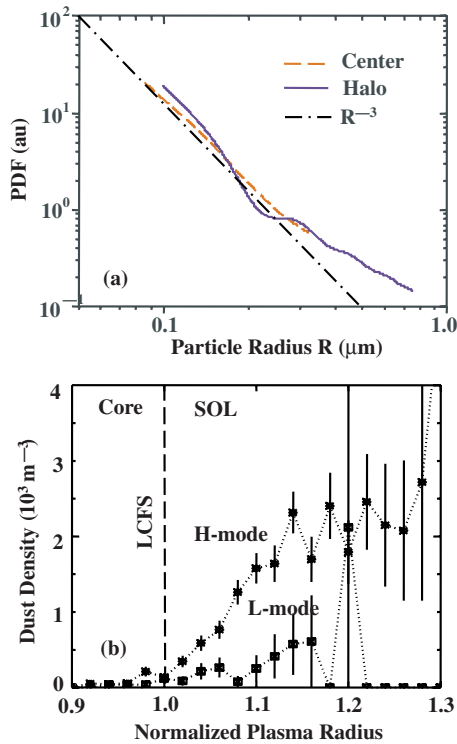 10²
Center
Halo
R⁻³
10¹
PDF (au)
10⁰
(a)
10⁻¹
0.1
1.0
Particle Radius R (μm)
4
Core
SOL
3
LCFS
H-mode
Dust Density (10³ m⁻³)
2
1
L-mode
(b)
0
0.9
1.0
1.1
1.2
1.3
Normalized Plasma Radius